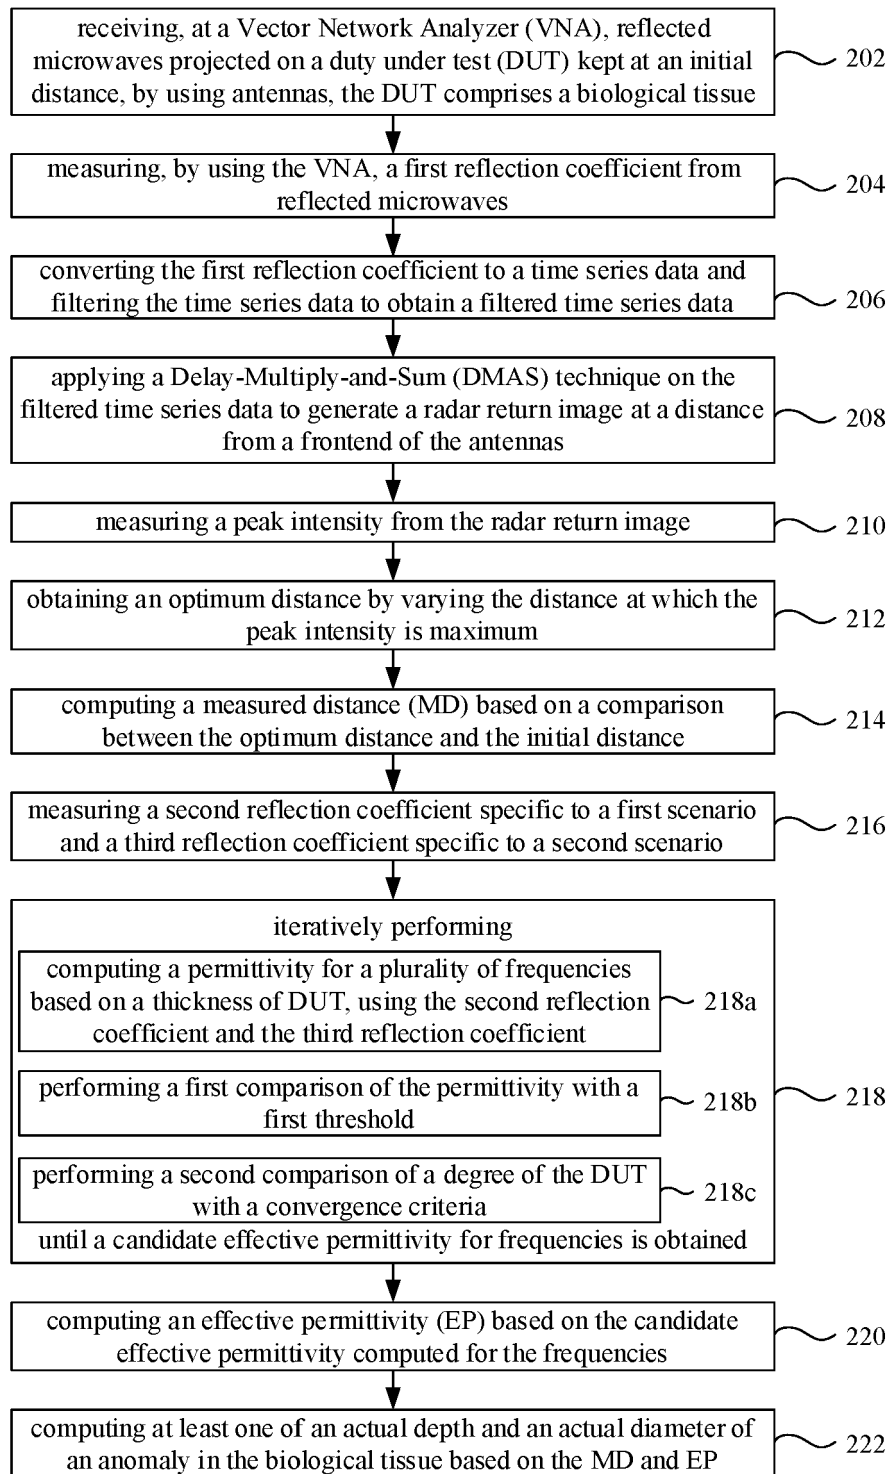 receiving, at a Vector Network Analyzer (VNA), reflected
microwaves projected on a duty under test (DUT) kept at an initial
distance, by using antennas, the DUT comprises a biological tissue
202
measuring, by using the VNA, a first reflection coefficient from
reflected microwaves
204
converting the first reflection coefficient to a time series data and
filtering the time series data to obtain a filtered time series data
206
applying a Delay-Multiply-and-Sum (DMAS) technique on the
filtered time series data to generate a radar return image at a distance
from a frontend of the antennas
208
measuring a peak intensity from the radar return image
210
obtaining an optimum distance by varying the distance at which the
peak intensity is maximum
212
computing a measured distance (MD) based on a comparison
between the optimum distance and the initial distance
214
measuring a second reflection coefficient specific to a first scenario
and a third reflection coefficient specific to a second scenario
216
iteratively performing
computing a permittivity for a plurality of frequencies
based on a thickness of DUT, using the second reflection
coefficient and the third reflection coefficient
218a
performing a first comparison of the permittivity with a
first threshold
218b
218
performing a second comparison of a degree of the DUT
with a convergence criteria
218c
until a candidate effective permittivity for frequencies is obtained
computing an effective permittivity (EP) based on the candidate
effective permittivity computed for the frequencies
220
computing at least one of an actual depth and an actual diameter of
an anomaly in the biological tissue based on the MD and EP
222